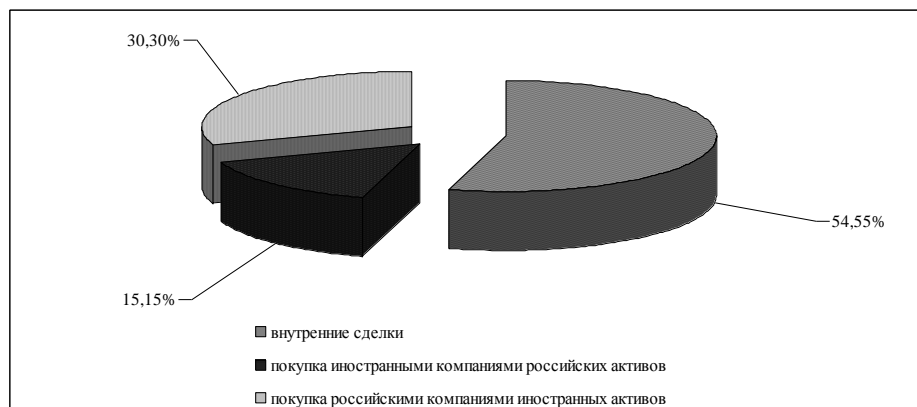 30,30%
54,55%
15,15%
внутренние сделки
покупка иностранными компаниями российских активов
покупка российскими компаниями иностранных активов